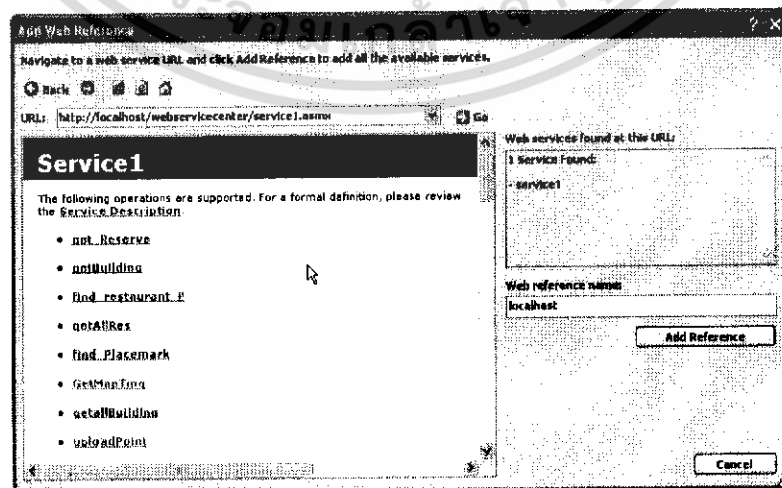 Add Web Reference
Navigate to a web service URL and click Add Reference to add all the available services.
Back
URL: http://localhost/webservicecenter/service1.asmx Go
Service1
The following operations are supported. For a formal definition, please review
the Service Description.
find_restaurant_P
getAllRes
find_Placemark
getallBuilding
uploadPoint
Web services found at this URL:
1 Service Found:
- service1
Web reference name:
localhost
Add Reference
Cancel